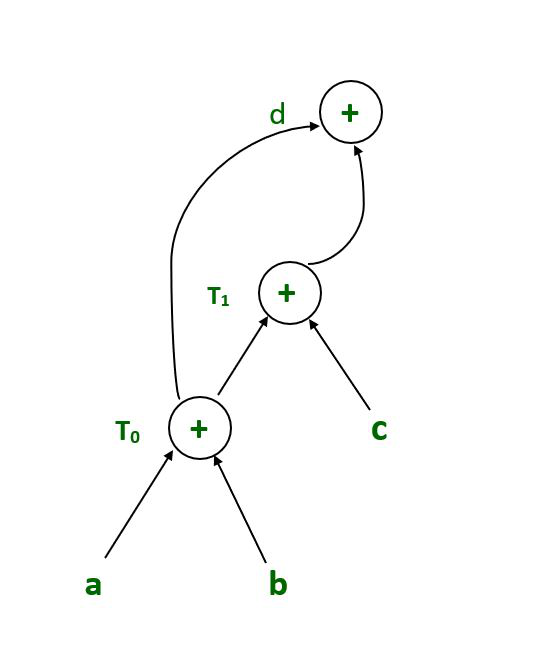 d +
T₁ +
T₀ + c
a b